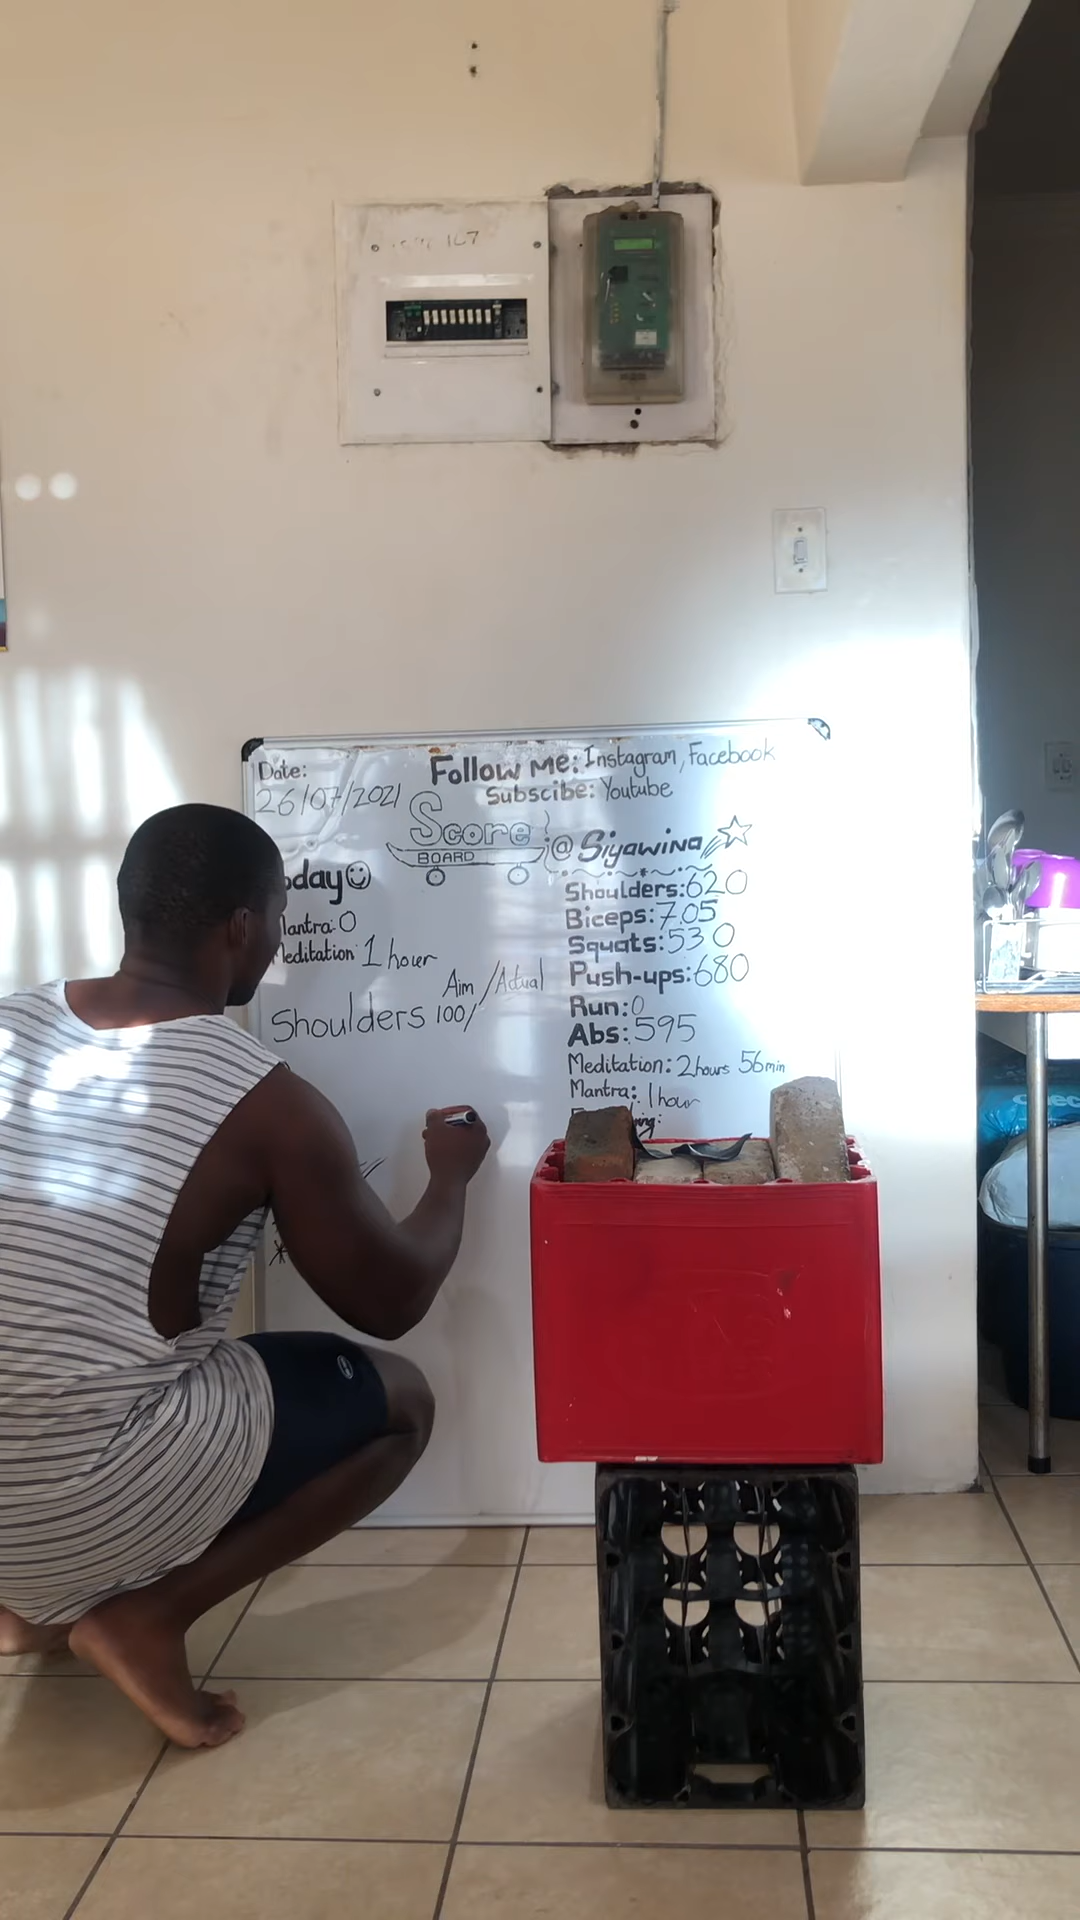 Date:
26/07/2021
Follow me: Instagram, Facebook
Subscibe: Youtube
Score
BOARD
@ Siyawina
oday
Mantra: 0
Meditation 1 hour
Aim / Actual
Shoulders 100/
Shoulders: 620
Biceps: 705
Squats: 530
Push-ups: 680
Run: 0
Abs: 595
Meditation: 2hours 56min
Mantra: 1hour